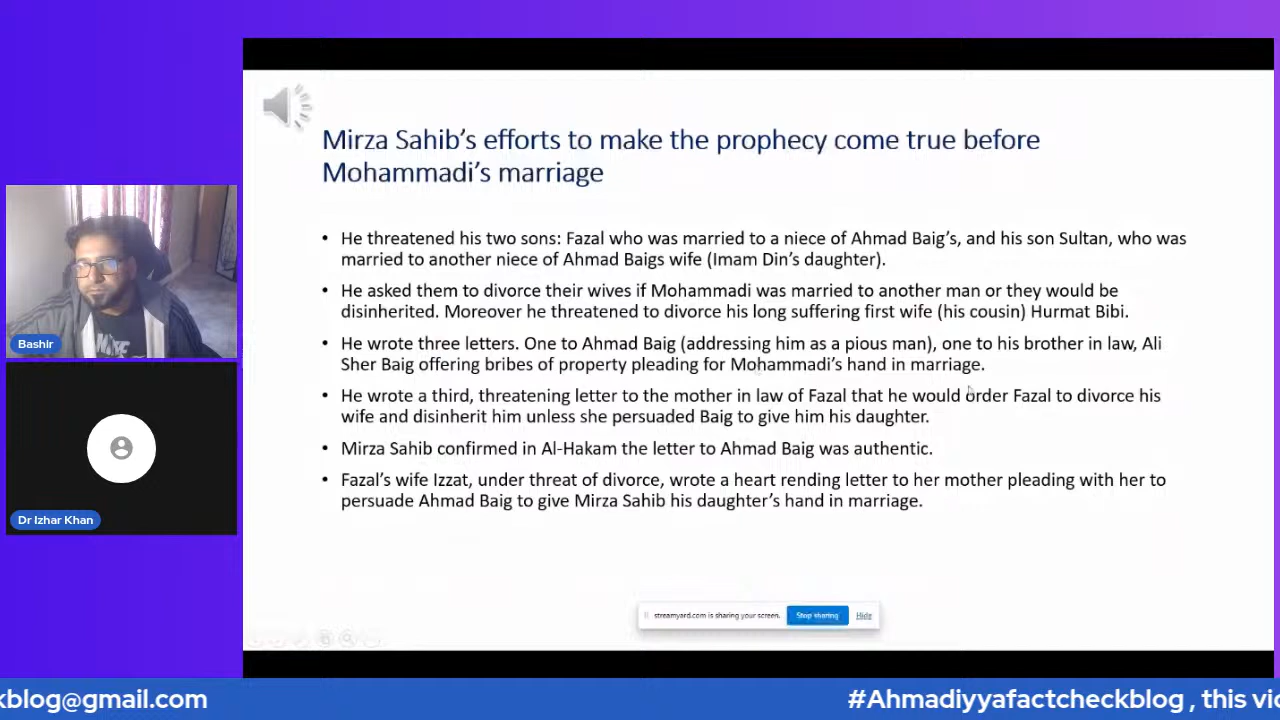 Mirza Sahib's efforts to make the prophecy come true before
Mohammadi's marriage
• He threatened his two sons: Fazal who was married to a niece of Ahmad Baig's, and his son Sultan, who was
married to another niece of Ahmad Baigs wife (Imam Din's daughter).
• He asked them to divorce their wives if Mohammadi was married to another man or they would be
disinherited. Moreover he threatened to divorce his long suffering first wife (his cousin) Hurmat Bibi.
• He wrote three letters. One to Ahmad Baig (addressing him as a pious man), one to his brother in law, Ali
Sher Baig offering bribes of property pleading for Mohammadi's hand in marriage.
• He wrote a third, threatening letter to the mother in law of Fazal that he would order Fazal to divorce his
wife and disinherit him unless she persuaded Baig to give him his daughter.
• Mirza Sahib confirmed in Al-Hakam the letter to Ahmad Baig was authentic.
• Fazal's wife Izzat, under threat of divorce, wrote a heart rending letter to her mother pleading with her to
persuade Ahmad Baig to give Mirza Sahib his daughter's hand in marriage.
Bashir
Dr Izhar Khan
streamyard.com is sharing your screen. Stop sharing Hide
kblog@gmail.com #Ahmadiyyafactcheckblog , this vid